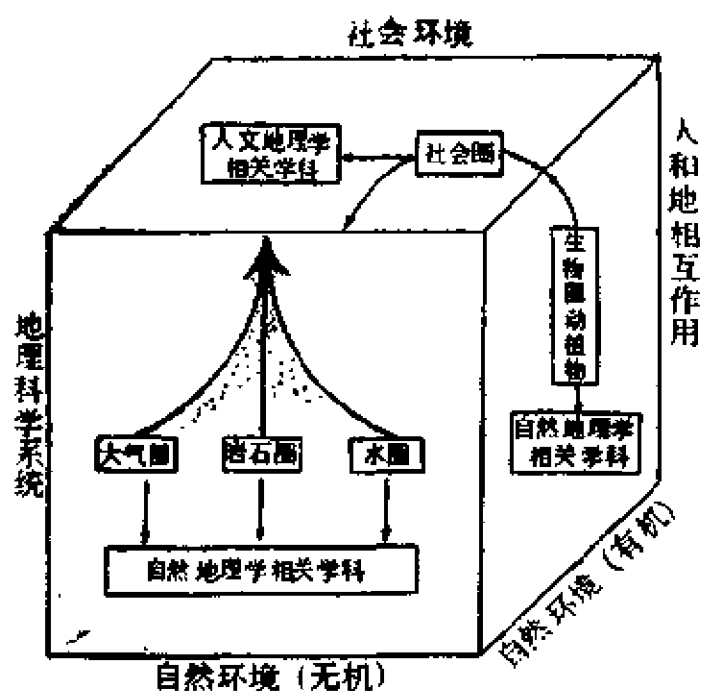 社会环境
人文地理学
相关学科
社会圈
人和地相互作用
生物圈动植物
地理科学系统
大气圈
岩石圈
水圈
自然地理学
相关学科
自然地理学相关学科
自然环境(有机)
自然环境(无机)